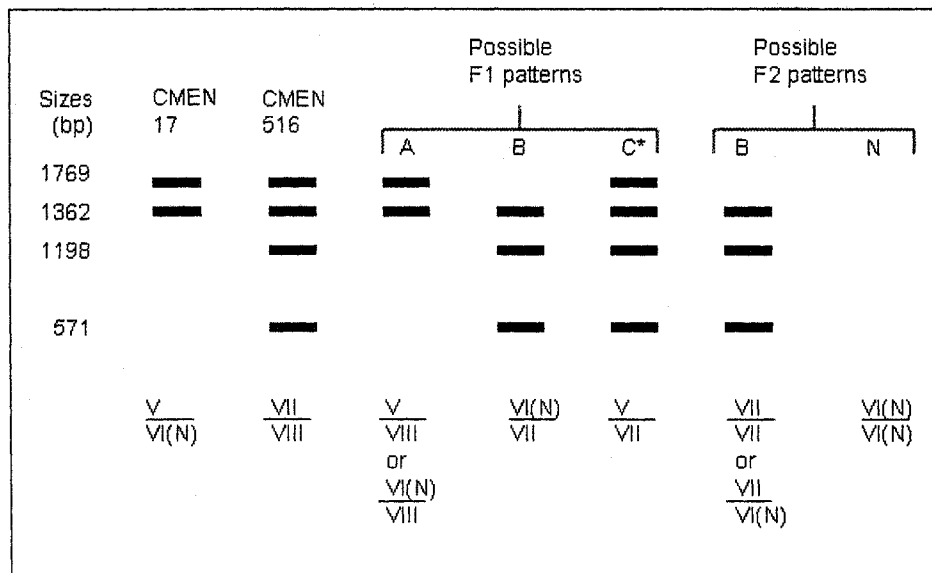 Possible
F1 patterns
Possible
F2 patterns
Sizes
(bp)
CMEN
17
CMEN
516
A
B
C*
B
N
1769
1362
1198
571
V
VI(N)
VII
VIII
V
VIII
or
VI(N)
VIII
VI(N)
VII
V
VII
VII
VII
or
VII
VI(N)
VI(N)
VI(N)